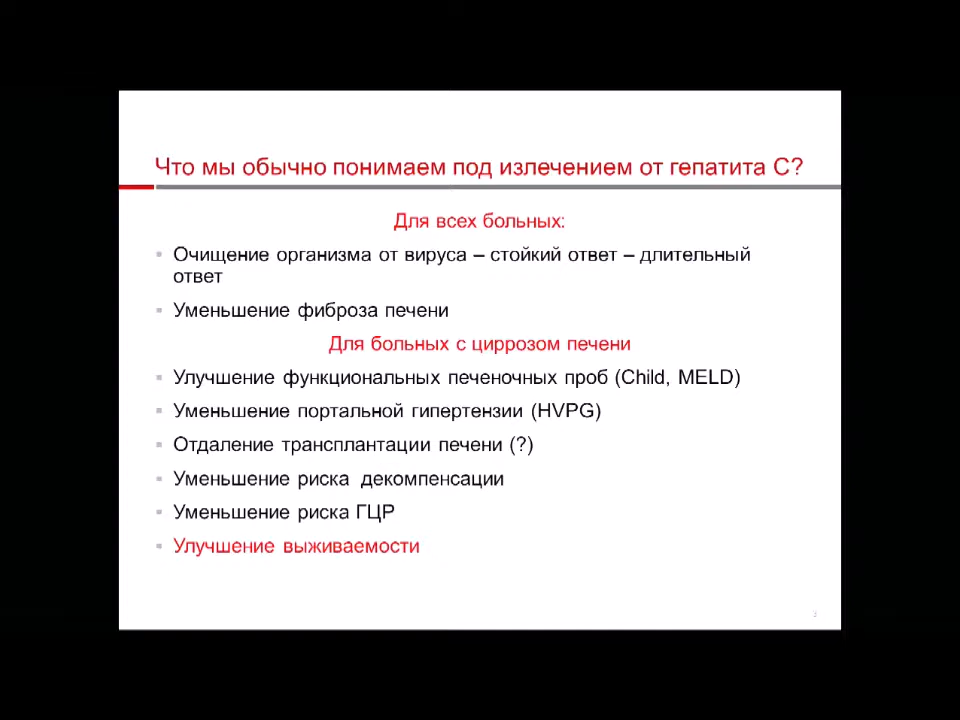 Что мы обычно понимаем под излечением от гепатита С?
Для всех больных:
Очищение организма от вируса – стойкий ответ – длительный
ответ
Уменьшение фиброза печени
Для больных с циррозом печени
Улучшение функциональных печеночных проб (Child, MELD)
Уменьшение портальной гипертензии (HVPG)
Отдаление трансплантации печени (?)
Уменьшение риска декомпенсации
Уменьшение риска ГЦР
Улучшение выживаемости
3